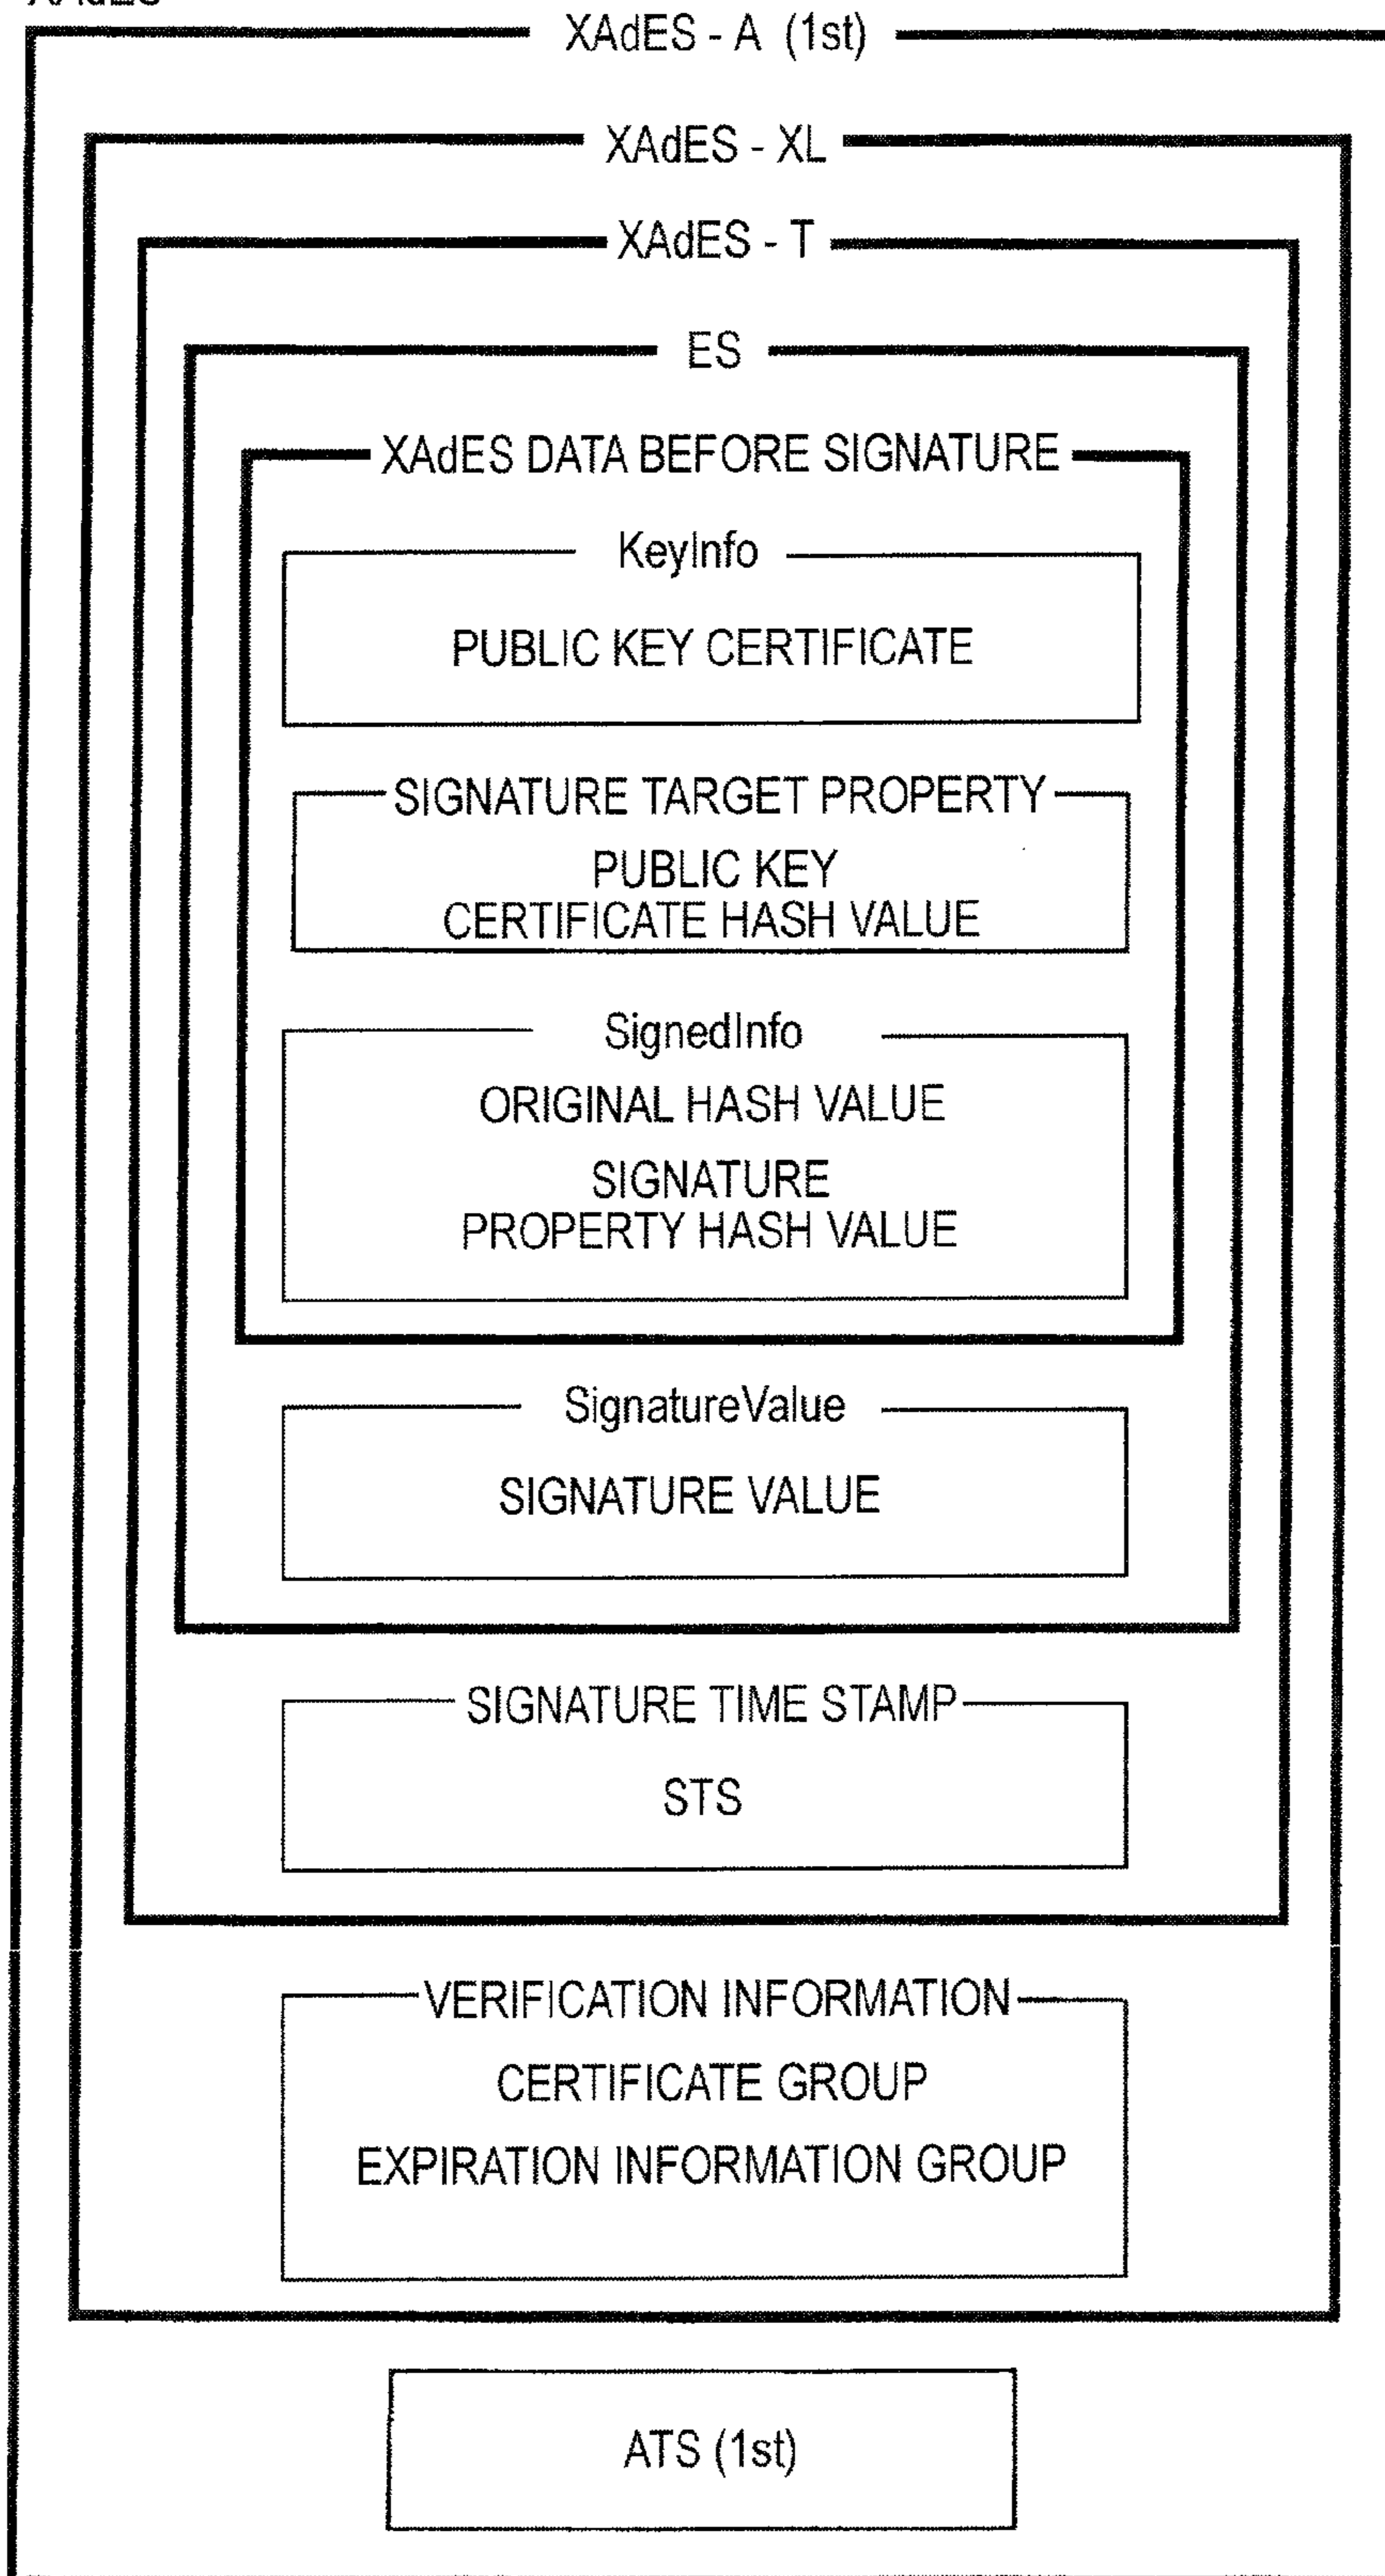 XAdES - A (1st)
XAdES - XL
XAdES - T
ES
XAdES DATA BEFORE SIGNATURE
KeyInfo
PUBLIC KEY CERTIFICATE
SIGNATURE TARGET PROPERTY
PUBLIC KEY
CERTIFICATE HASH VALUE
SignedInfo
ORIGINAL HASH VALUE
SIGNATURE
PROPERTY HASH VALUE
SignatureValue
SIGNATURE VALUE
SIGNATURE TIME STAMP
STS
VERIFICATION INFORMATION
CERTIFICATE GROUP
EXPIRATION INFORMATION GROUP
ATS (1st)